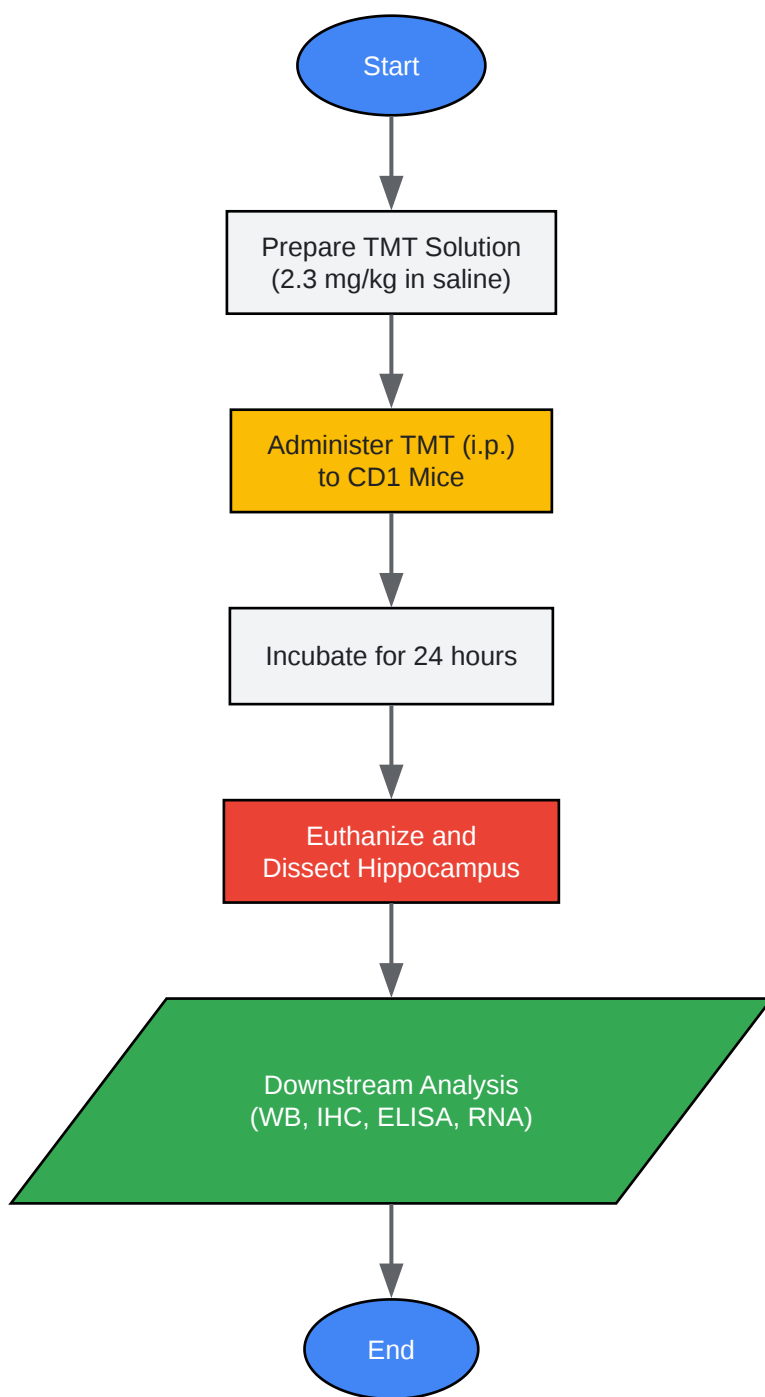 Start
Prepare TMT Solution
(2.3 mg/kg in saline)
Administer TMT (i.p.)
to CD1 Mice
Incubate for 24 hours
Euthanize and
Dissect Hippocampus
Downstream Analysis
(WB, IHC, ELISA, RNA)
End